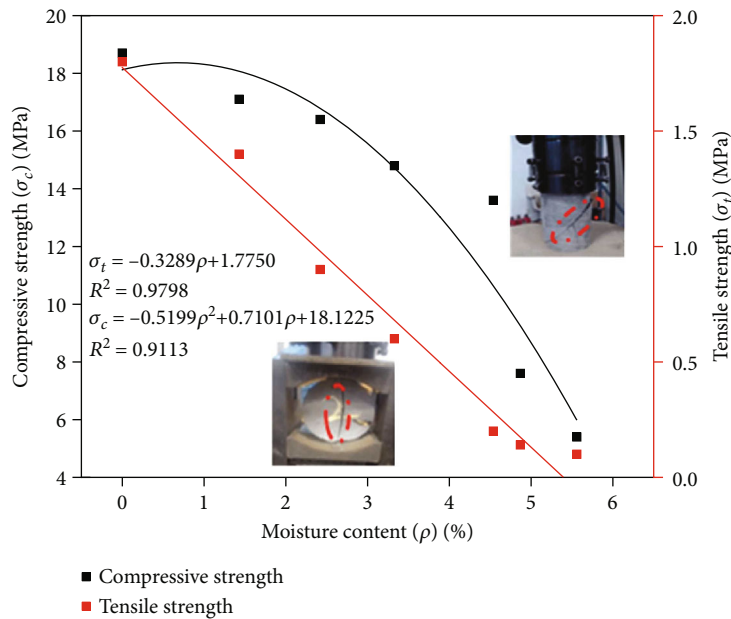 20
18
16
14
12
10
8
6
4
Compressive strength (σc) (MPa)
2.0
1.5
1.0
0.5
0.0
Tensile strength (σt) (MPa)
σt = –0.3289ρ+1.7750
R² = 0.9798
σc = –0.5199ρ²+0.7101ρ+18.1225
R² = 0.9113
0 1 2 3 4 5 6
Moisture content (ρ) (%)
Compressive strength
Tensile strength